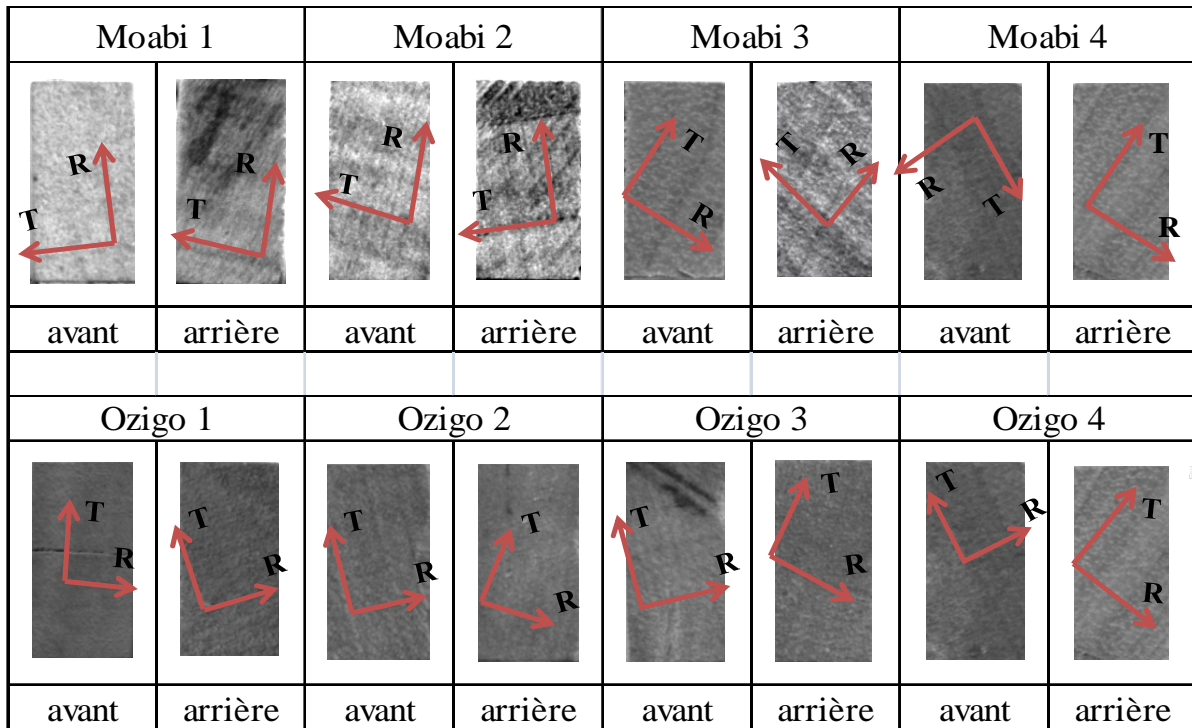 Moabi 1 Moabi 2 Moabi 3 Moabi 4
R T R T R T R T T R T R R T T R
avant arrière avant arrière avant arrière avant arrière
Ozigo 1 Ozigo 2 Ozigo 3 Ozigo 4
T R T R T R T R T R T R T R T R
avant arrière avant arrière avant arrière avant arrière